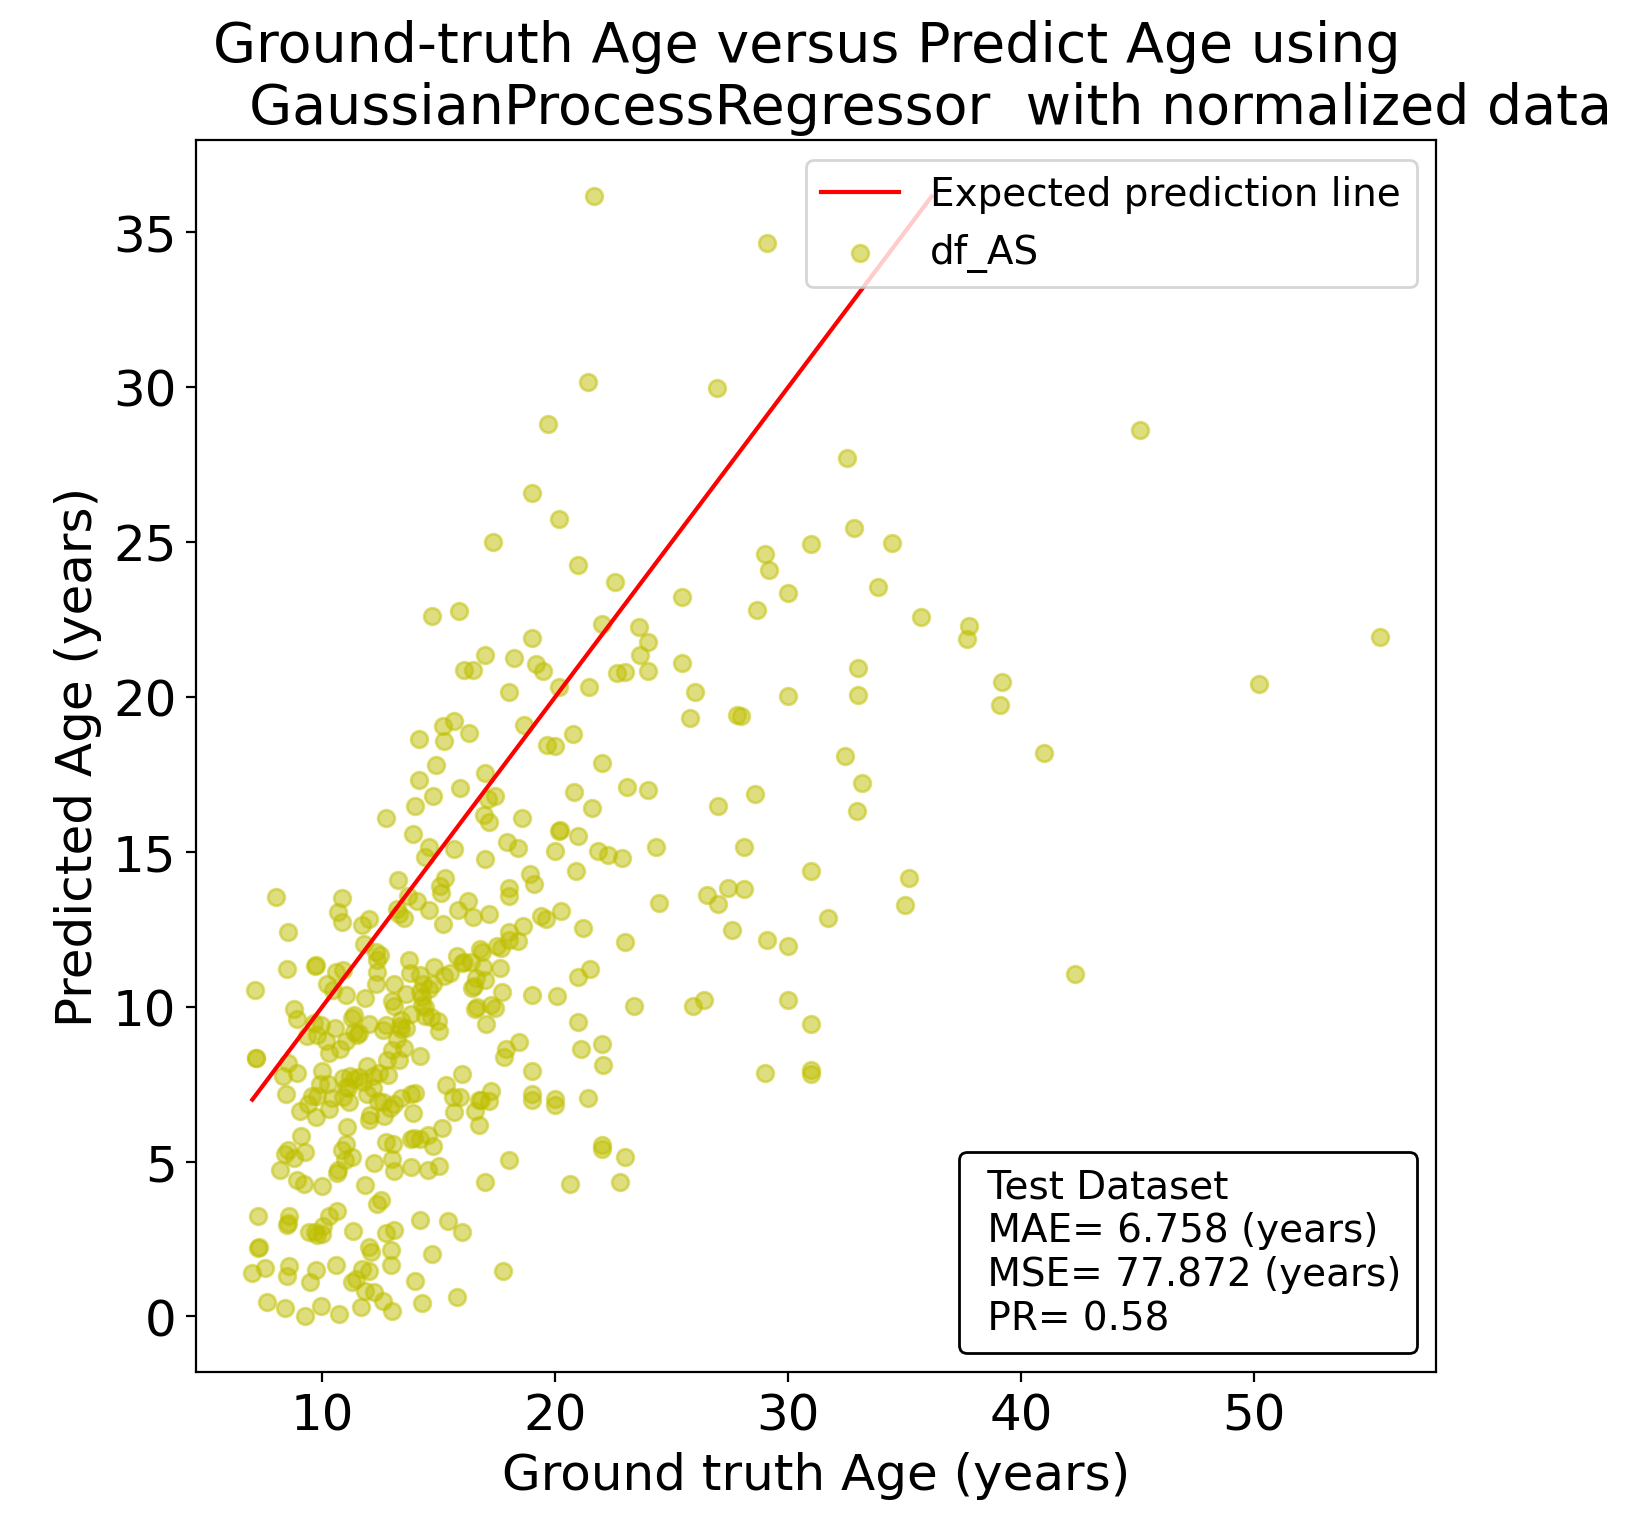 Ground-truth Age versus Predict Age using
GaussianProcessRegressor  with normalized data
Expected prediction line
df_AS
35
30
25
20
15
10
5
0
Predicted Age (years)
Test Dataset
MAE= 6.758 (years)
MSE= 77.872 (years)
PR= 0.58
10 20 30 40 50
Ground truth Age (years)